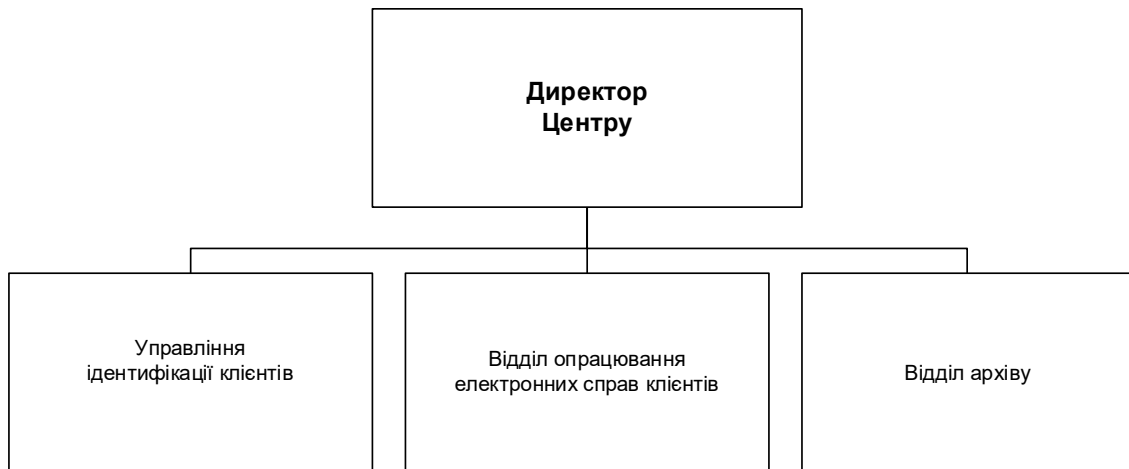 Директор
Центру
Управління
ідентифікації клієнтів
Відділ опрацювання
електронних справ клієнтів
Відділ архіву